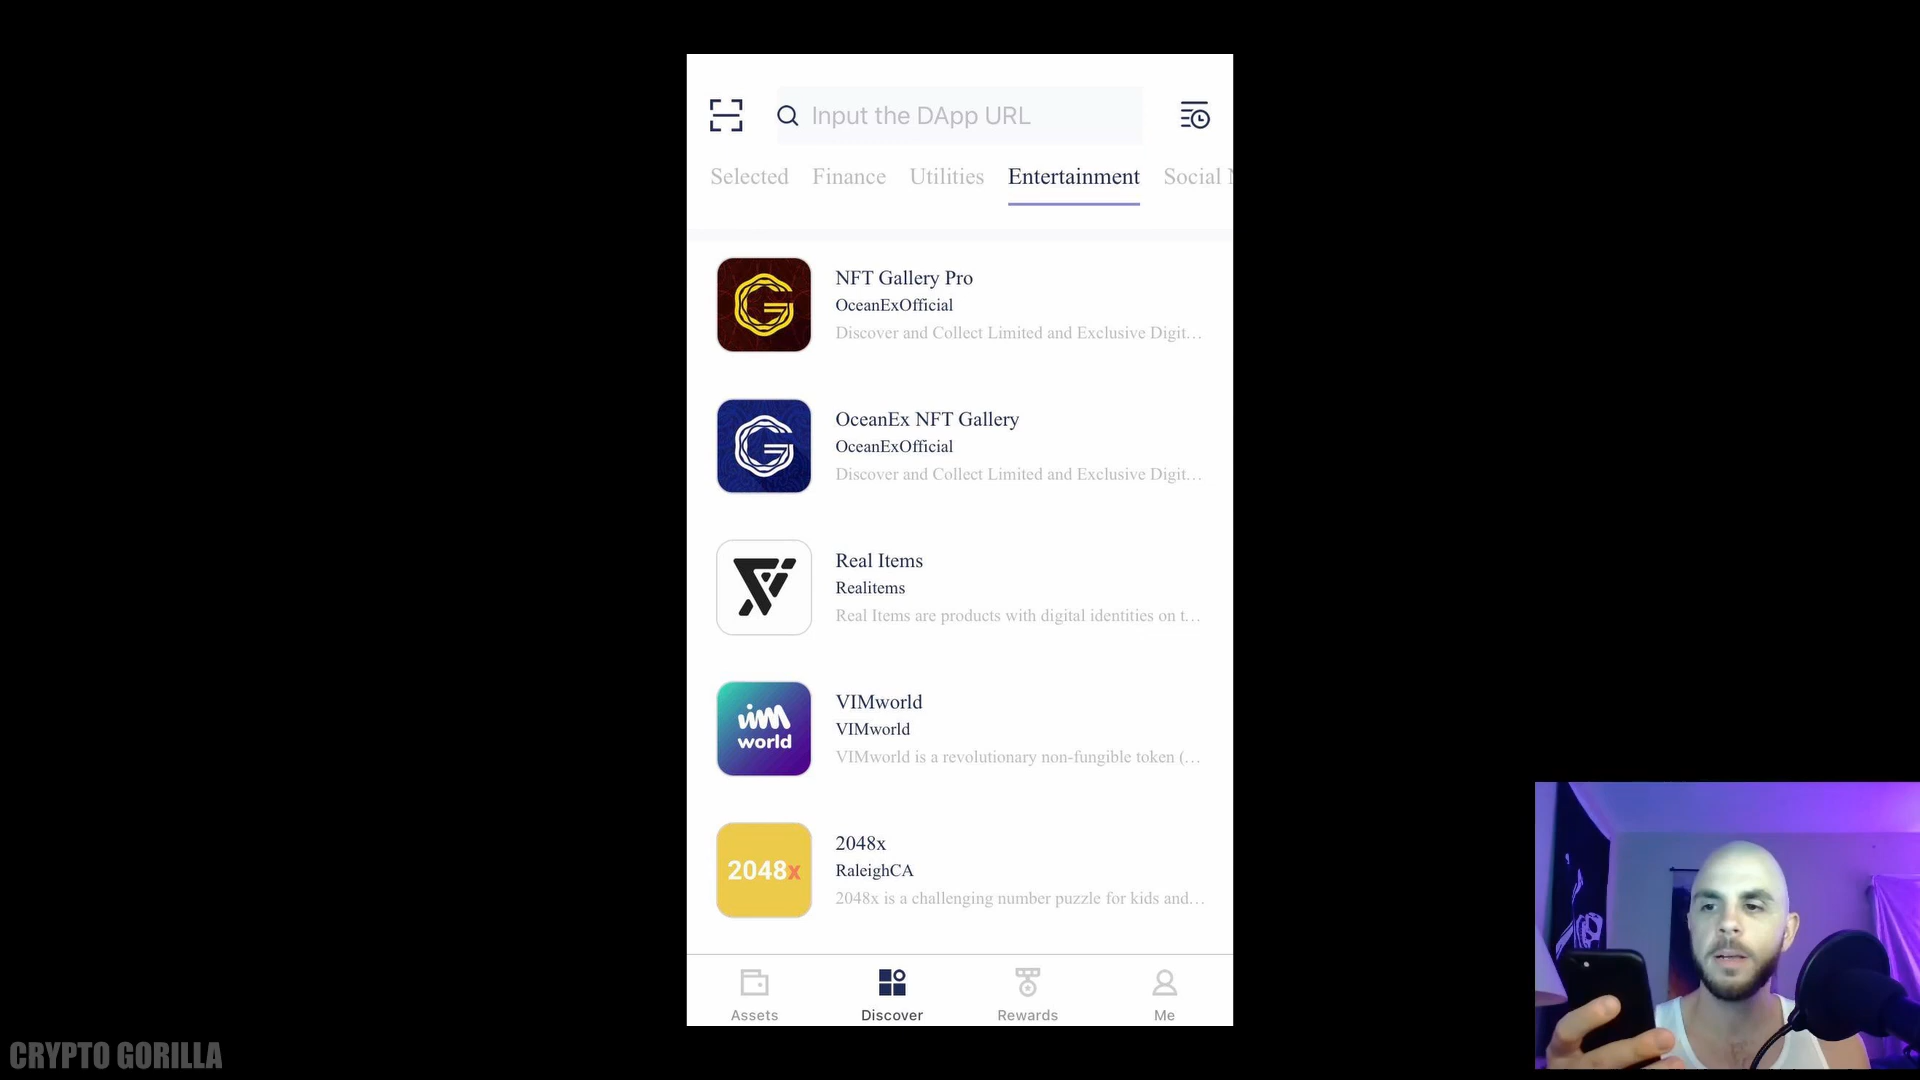 Input the DApp URL
Selected Finance Utilities Entertainment Social
NFT Gallery Pro
OceanExOfficial
Discover and Collect Limited and Exclusive Digit...
OceanEx NFT Gallery
OceanExOfficial
Discover and Collect Limited and Exclusive Digit...
Real Items
Realitems
Real Items are products with digital identities on t...
vim
world
VIMworld
VIMworld
VIMworld is a revolutionary non-fungible token (...
2048x
2048x
RaleighCA
2048x is a challenging number puzzle for kids and...
Assets Discover Rewards Me
CRYPTO GORILLA